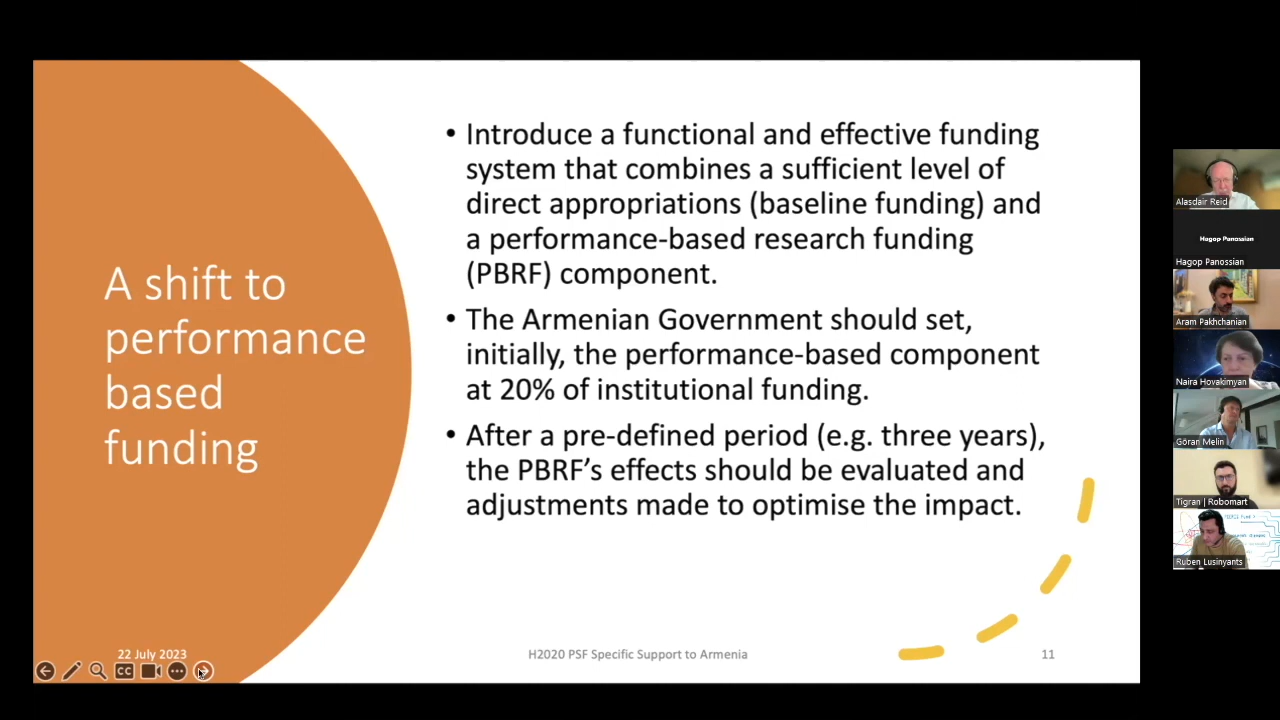 A shift to
performance
based
funding
• Introduce a functional and effective funding
system that combines a sufficient level of
direct appropriations (baseline funding) and
a performance-based research funding
(PBRF) component.
• The Armenian Government should set,
initially, the performance-based component
at 20% of institutional funding.
• After a pre-defined period (e.g. three years),
the PBRF’s effects should be evaluated and
adjustments made to optimise the impact.
22 July 2023
H2020 PSF Specific Support to Armenia
11
CC
Alasdair Reid
Hagop Panossian
Hagop Panossian
Aram Pakhchanian
Naira Hovakimyan
Göran Melin
Tigran | Robomart
Ruben Lusinyants